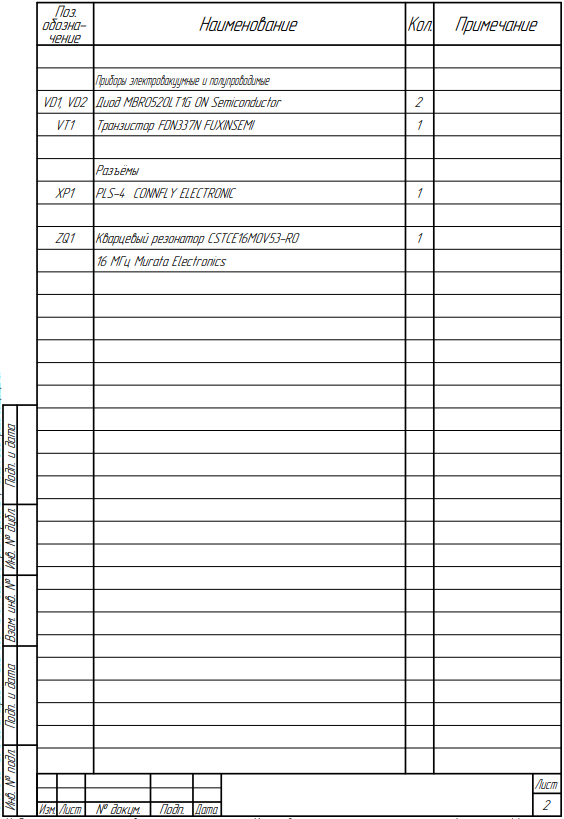 Поз. обозна- чение Наименование Кол. Примечание
Приборы электровакуумные и полупроводимые
VD1, VD2 Диод MBR0520LT1G ON Semiconductor 2
VT1 Транзистор FDN337N FUXINSEMI 1
Разъёмы
XP1 PLS-4 CONNFLY ELECTRONIC 1
ZQ1 Кварцевый резонатор CSTCE16M0V53-R0 1
16 МГц Murata Electronics
Подп. и дата
Инв. № дубл.
Взам. инв. №
Подп. и дата
Инв. № подл.
Изм. Лист № докум. Подп. Дата
Лист
2